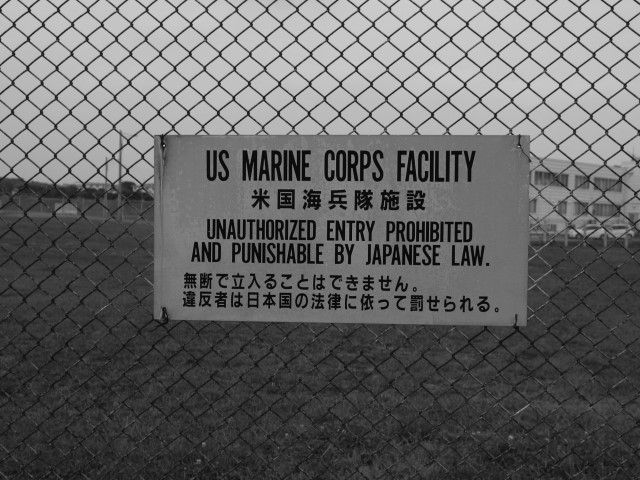 US MARINE CORPS FACILITY
米国海兵隊施設
UNAUTHORIZED ENTRY PROHIBITED
AND PUNISHABLE BY JAPANESE LAW.
無断で立入ることはできません。
違反者は日本国の法律に依って罰せられる。